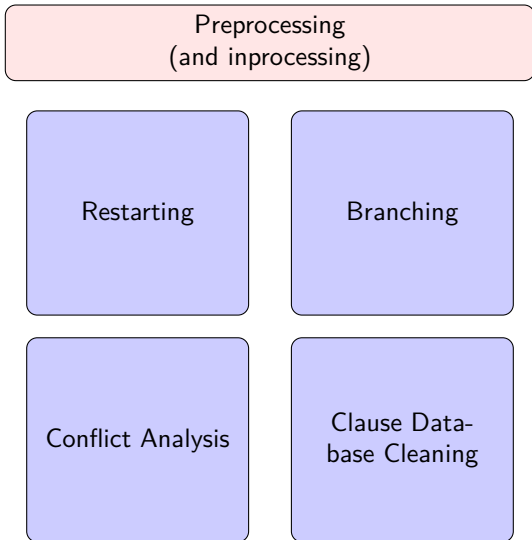 Preprocessing
(and inprocessing)
Restarting
Branching
Conflict Analysis
Clause Data-
base Cleaning